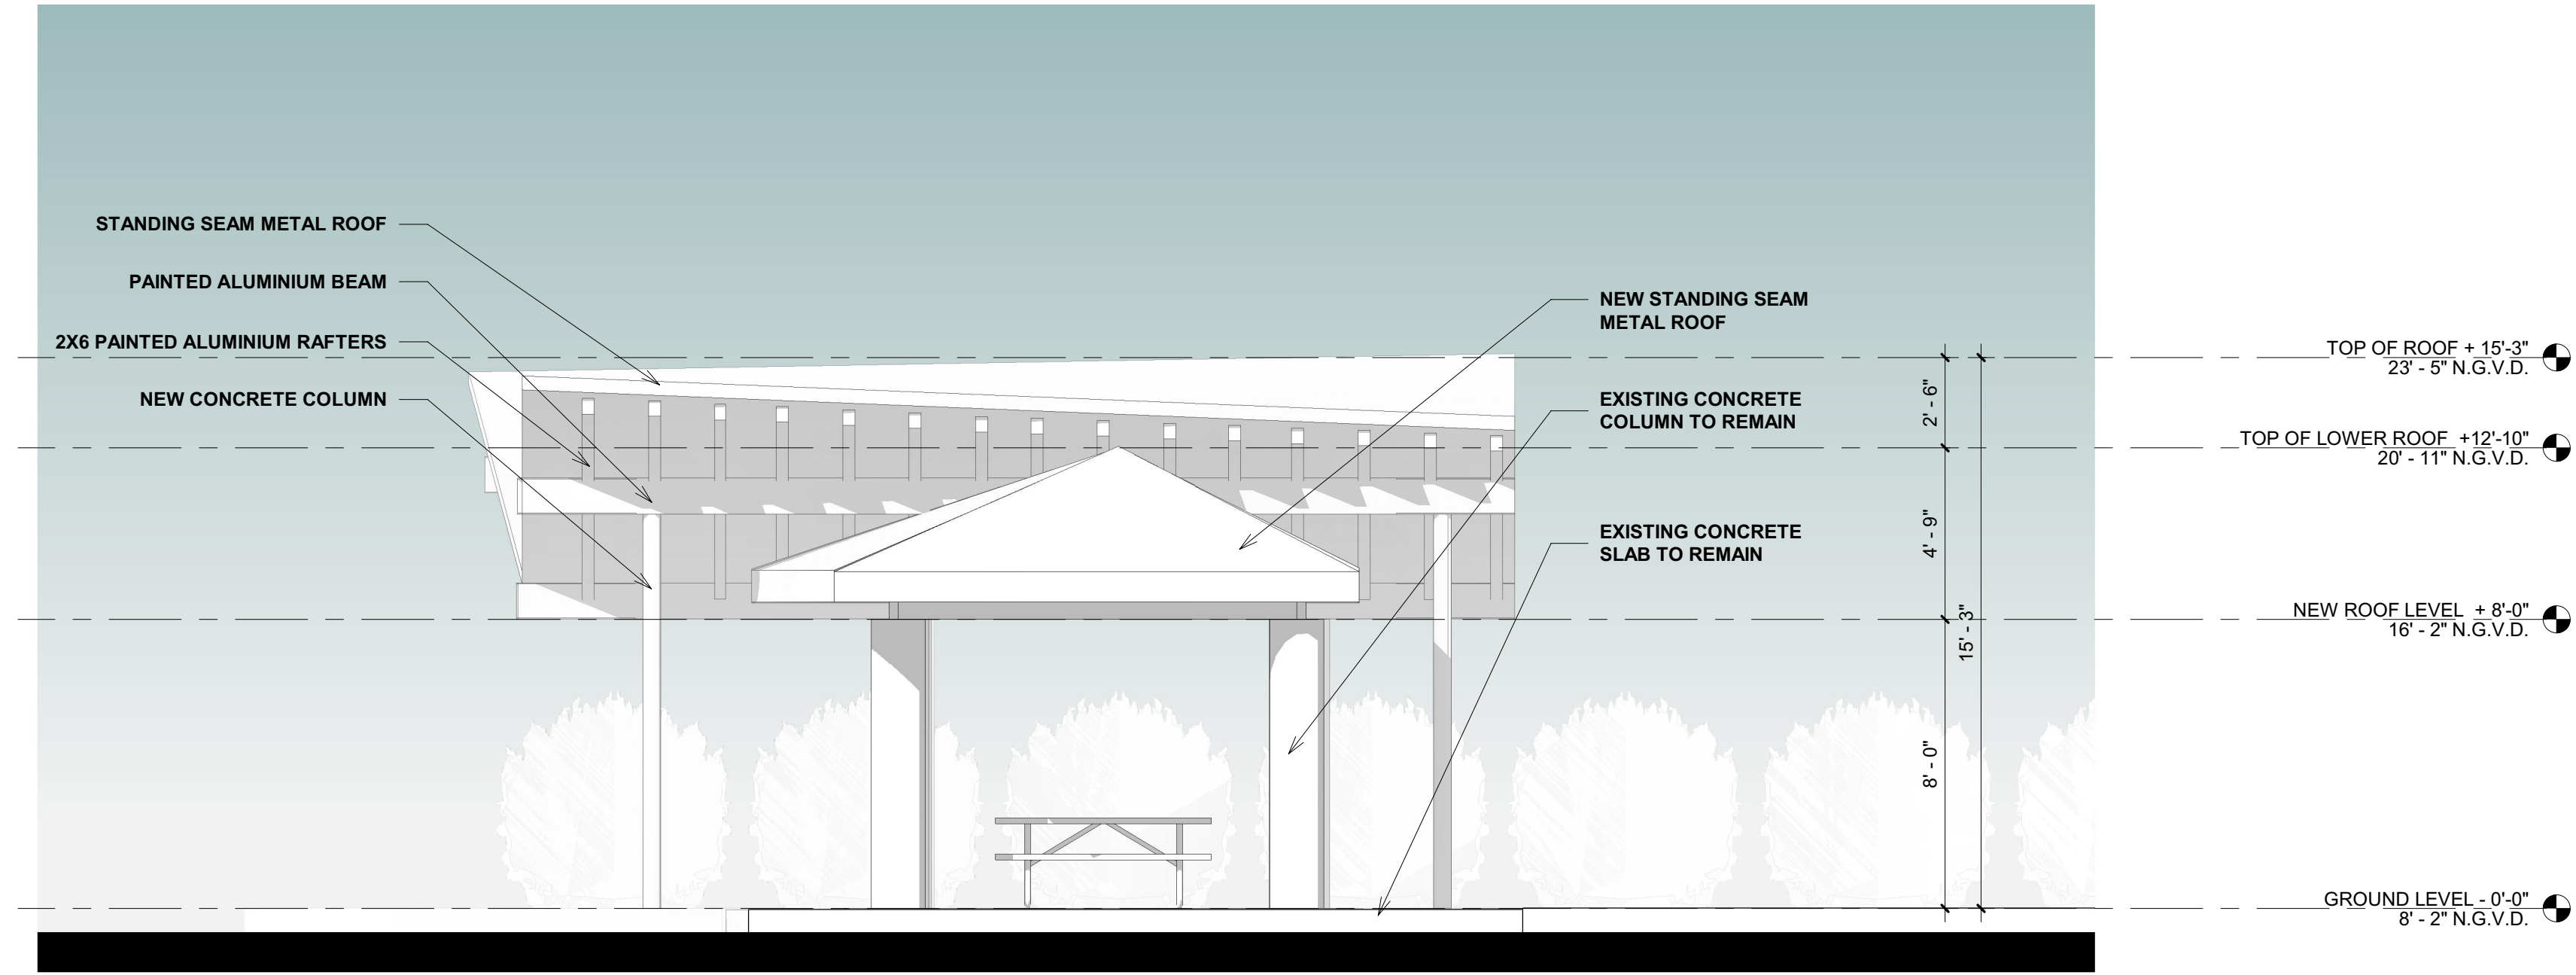 STANDING SEAM METAL ROOF
PAINTED ALUMINIUM BEAM
2X6 PAINTED ALUMINIUM RAFTERS
NEW CONCRETE COLUMN
NEW STANDING SEAM
METAL ROOF
EXISTING CONCRETE
COLUMN TO REMAIN
EXISTING CONCRETE
SLAB TO REMAIN
2' - 6"
4' - 9"
8' - 0"
15' - 3"
TOP OF ROOF + 15'-3"
23' - 5" N.G.V.D.
TOP OF LOWER ROOF +12'-10"
20' - 11" N.G.V.D.
NEW ROOF LEVEL + 8'-0"
16' - 2" N.G.V.D.
GROUND LEVEL - 0'-0"
8' - 2" N.G.V.D.